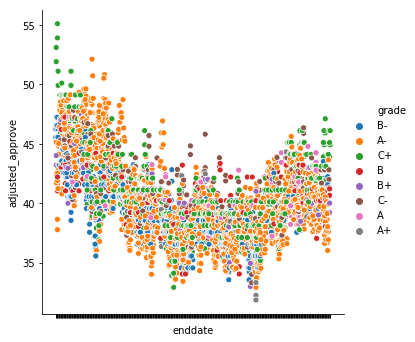 55
50
45
40
35
adjusted_approve
enddate
grade
B-
A-
C+
B
B+
C-
A
A+